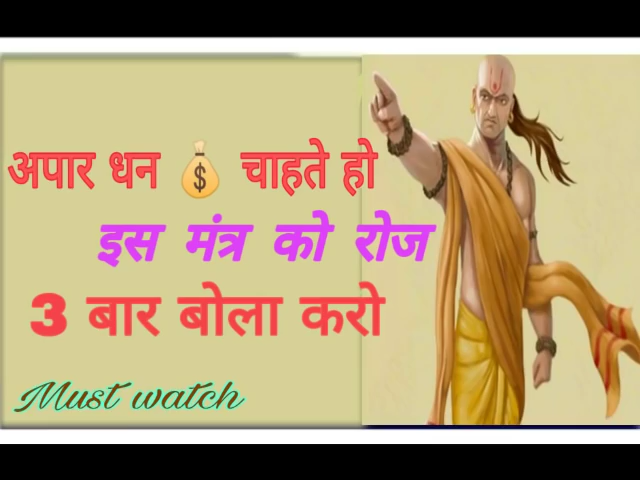 अपार धन 💰 चाहते हो
इस मंत्र को रोज
3 बार बोला करो
Must watch